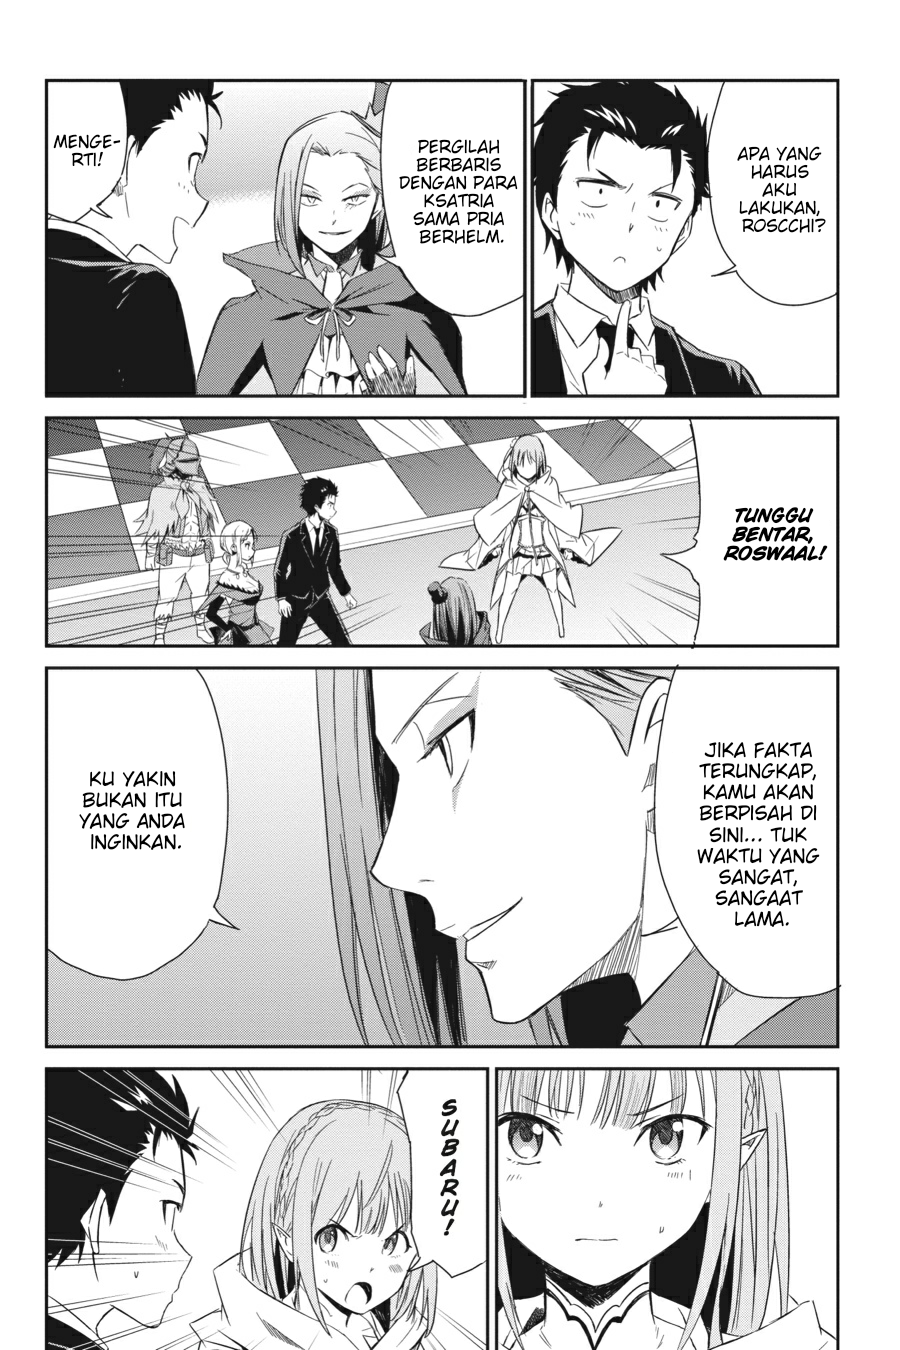 APA YANG
HARUS
AKU
LAKUKAN,
ROSCCHI?
PERGILAH
BERBARIS
DENGAN PARA
KSATRIA
SAMA PRIA
BERHELM.
MENGE-
RTI!
TUNGGU
BENTAR,
ROSWAAL!
JIKA FAKTA
TERUNGKAP,
KAMU AKAN
BERPISAH DI
SINI... TUK
WAKTU YANG
SANGAT,
SANGAAT
LAMA.
KU YAKIN
BUKAN ITU
YANG ANDA
INGINKAN.
SUBARU!